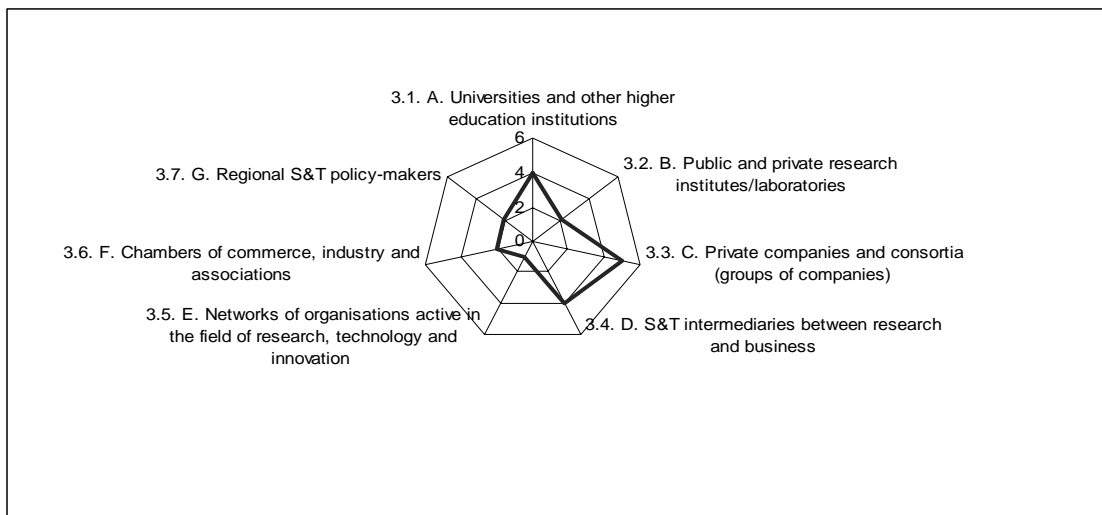 3.1. A. Universities and other higher
education institutions
6
4
2
0
3.2. B. Public and private research
institutes/laboratories
3.3. C. Private companies and consortia
(groups of companies)
3.4. D. S&T intermediaries between research
and business
3.5. E. Networks of organisations active in
the field of research, technology and
innovation
3.6. F. Chambers of commerce, industry and
associations
3.7. G. Regional S&T policy-makers